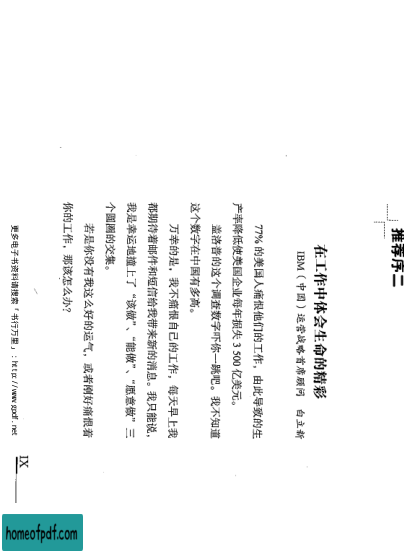 推荐序二
在工作中体会生命的精彩
IBM（中国）运营战略首席顾问 白立新
77% 的美国人痛恨他们的工作，由此导致的生
产率降低使美国企业每年损失 3 500 亿美元。
盖洛普的这个调查数字吓你一跳吧。我不知道
这个数字在中国有多高。
万幸的是，我不痛恨自己的工作，每天早上我
都期待着邮件和短信给我带来新的消息。我只能说，
我是幸运地撞上了“该做”、“能做”、“愿意做”三
个圆圈的交集。
若是你没有我这么好的运气，或者刚好痛恨着
你的工作，那该怎么办？
更多电子书资料请搜索「书行万里」：http://www.gpdf.net
IX
homeofpdf.com